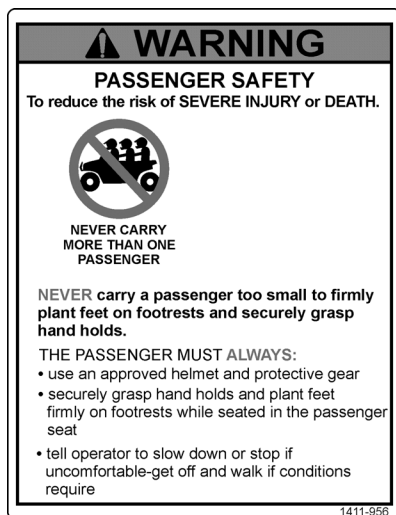 WARNING
PASSENGER SAFETY
To reduce the risk of SEVERE INJURY or DEATH.
NEVER CARRY
MORE THAN ONE
PASSENGER
NEVER carry a passenger too small to firmly
plant feet on footrests and securely grasp
hand holds.
THE PASSENGER MUST ALWAYS:
• use an approved helmet and protective gear
• securely grasp hand holds and plant feet
firmly on footrests while seated in the passenger
seat
• tell operator to slow down or stop if
uncomfortable-get off and walk if conditions
require
1411-956